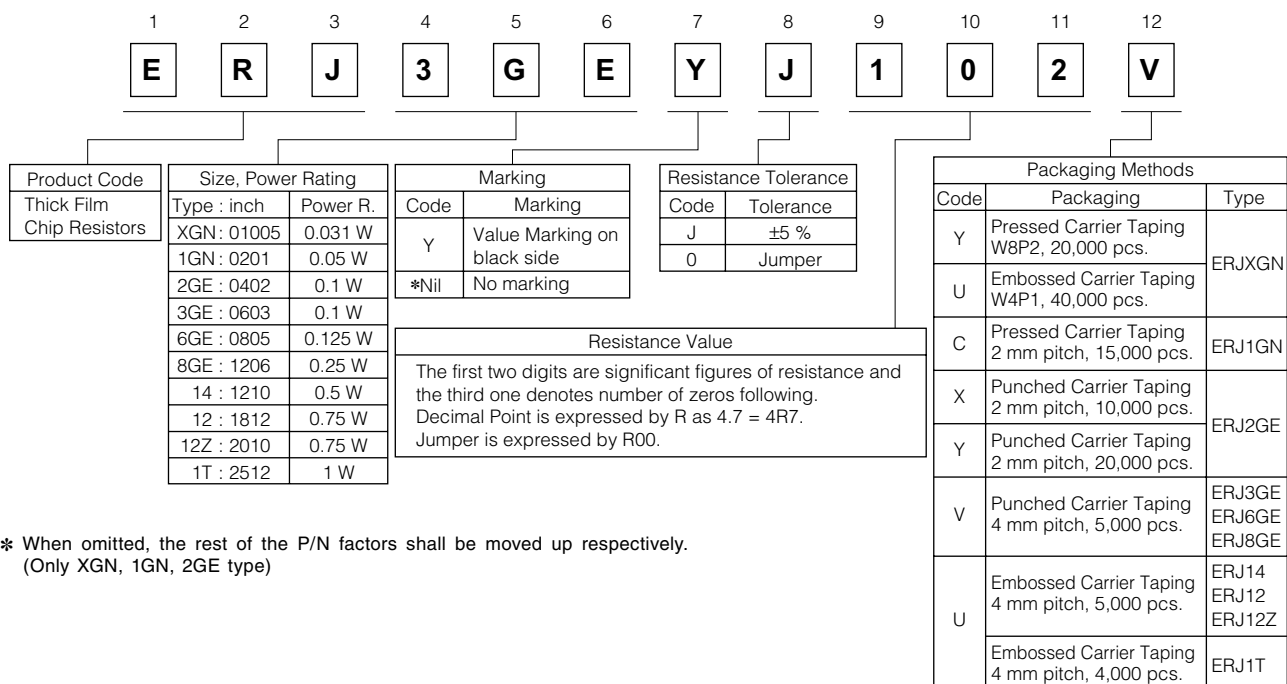 1 2 3 4 5 6 7 8 9 10 11 12
E R J 3 G E Y J 1 0 2 V
Product Code
Thick Film
Chip Resistors
Size, Power Rating
Type : inch Power R.
XGN : 01005 0.031 W
1GN : 0201 0.05 W
2GE : 0402 0.1 W
3GE : 0603 0.1 W
6GE : 0805 0.125 W
8GE : 1206 0.25 W
14 : 1210 0.5 W
12 : 1812 0.75 W
12Z : 2010 0.75 W
1T : 2512 1 W
Marking
Code Marking
Y Value Marking on
black side
*Nil No marking
Resistance Tolerance
Code Tolerance
J ±5 %
0 Jumper
Resistance Value
The first two digits are significant figures of resistance and
the third one denotes number of zeros following.
Decimal Point is expressed by R as 4.7 = 4R7.
Jumper is expressed by R00.
Packaging Methods
Code Packaging Type
Y Pressed Carrier Taping
W8P2, 20,000 pcs.
ERJXGN
U Embossed Carrier Taping
W4P1, 40,000 pcs.
C Pressed Carrier Taping
2 mm pitch, 15,000 pcs.
ERJ1GN
X Punched Carrier Taping
2 mm pitch, 10,000 pcs.
ERJ2GE
Y Punched Carrier Taping
2 mm pitch, 20,000 pcs.
V Punched Carrier Taping
4 mm pitch, 5,000 pcs.
ERJ3GE
ERJ6GE
ERJ8GE
U Embossed Carrier Taping
4 mm pitch, 5,000 pcs.
ERJ14
ERJ12
ERJ12Z
Embossed Carrier Taping
4 mm pitch, 4,000 pcs.
ERJ1T
* When omitted, the rest of the P/N factors shall be moved up respectively.
(Only XGN, 1GN, 2GE type)